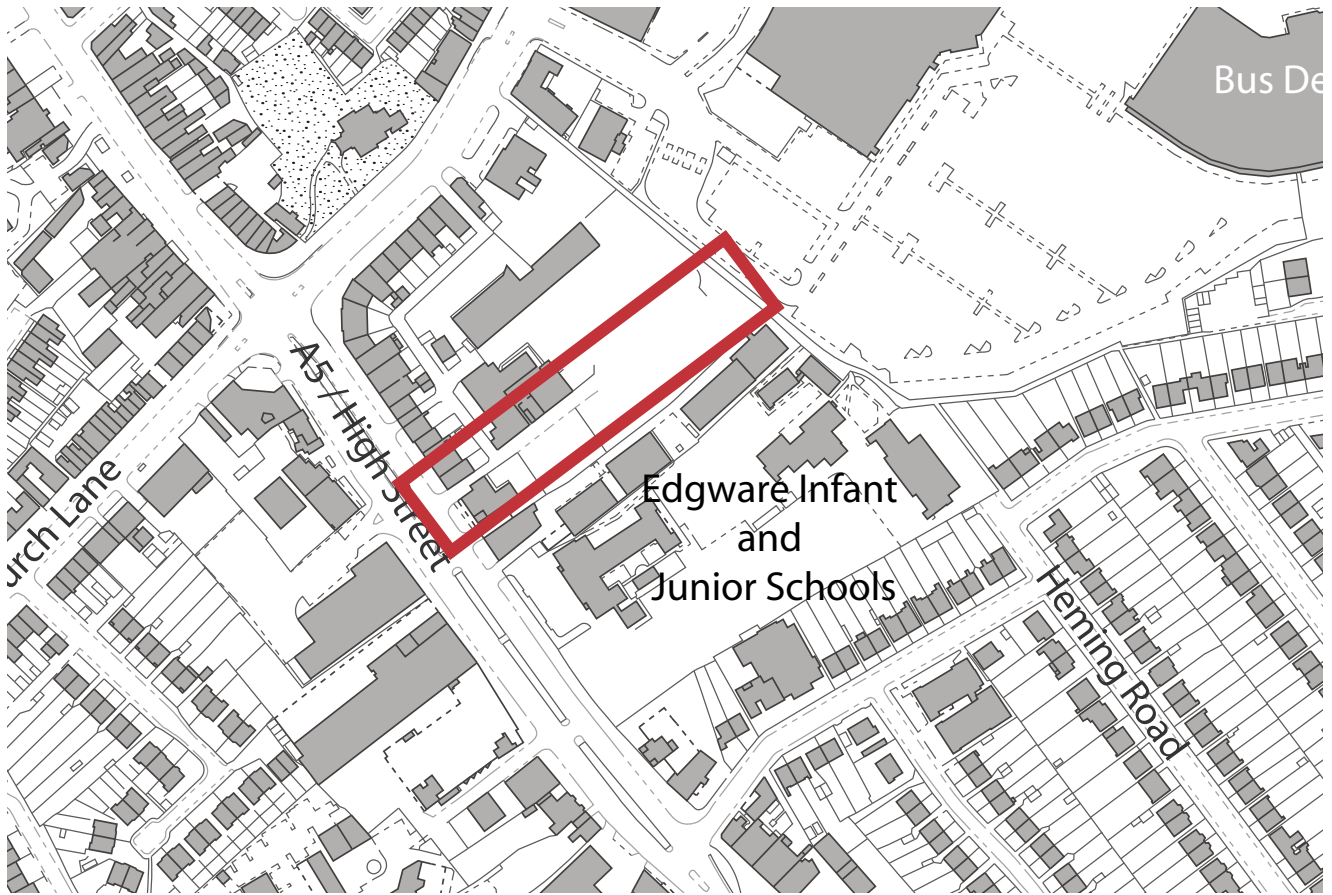 Bus De
A5 / High Street
urch Lane
Edgware Infant
and
Junior Schools
Heming Road